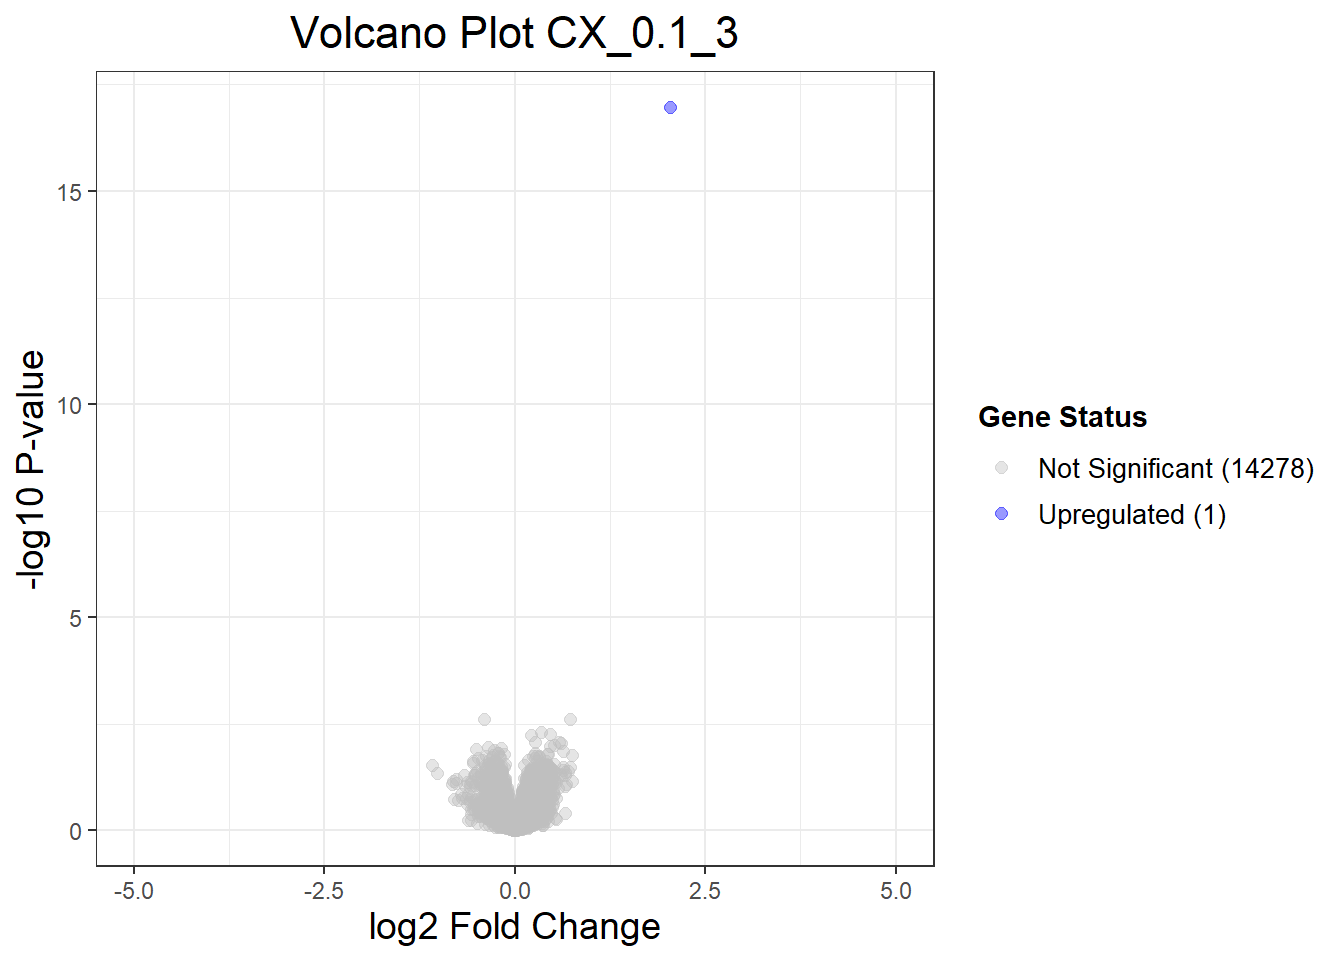 Volcano Plot CX_0.1_3
-log10 P-value
15
10
5
0
-5.0
-2.5
0.0
2.5
5.0
log2 Fold Change
Gene Status
Not Significant (14278)
Upregulated (1)